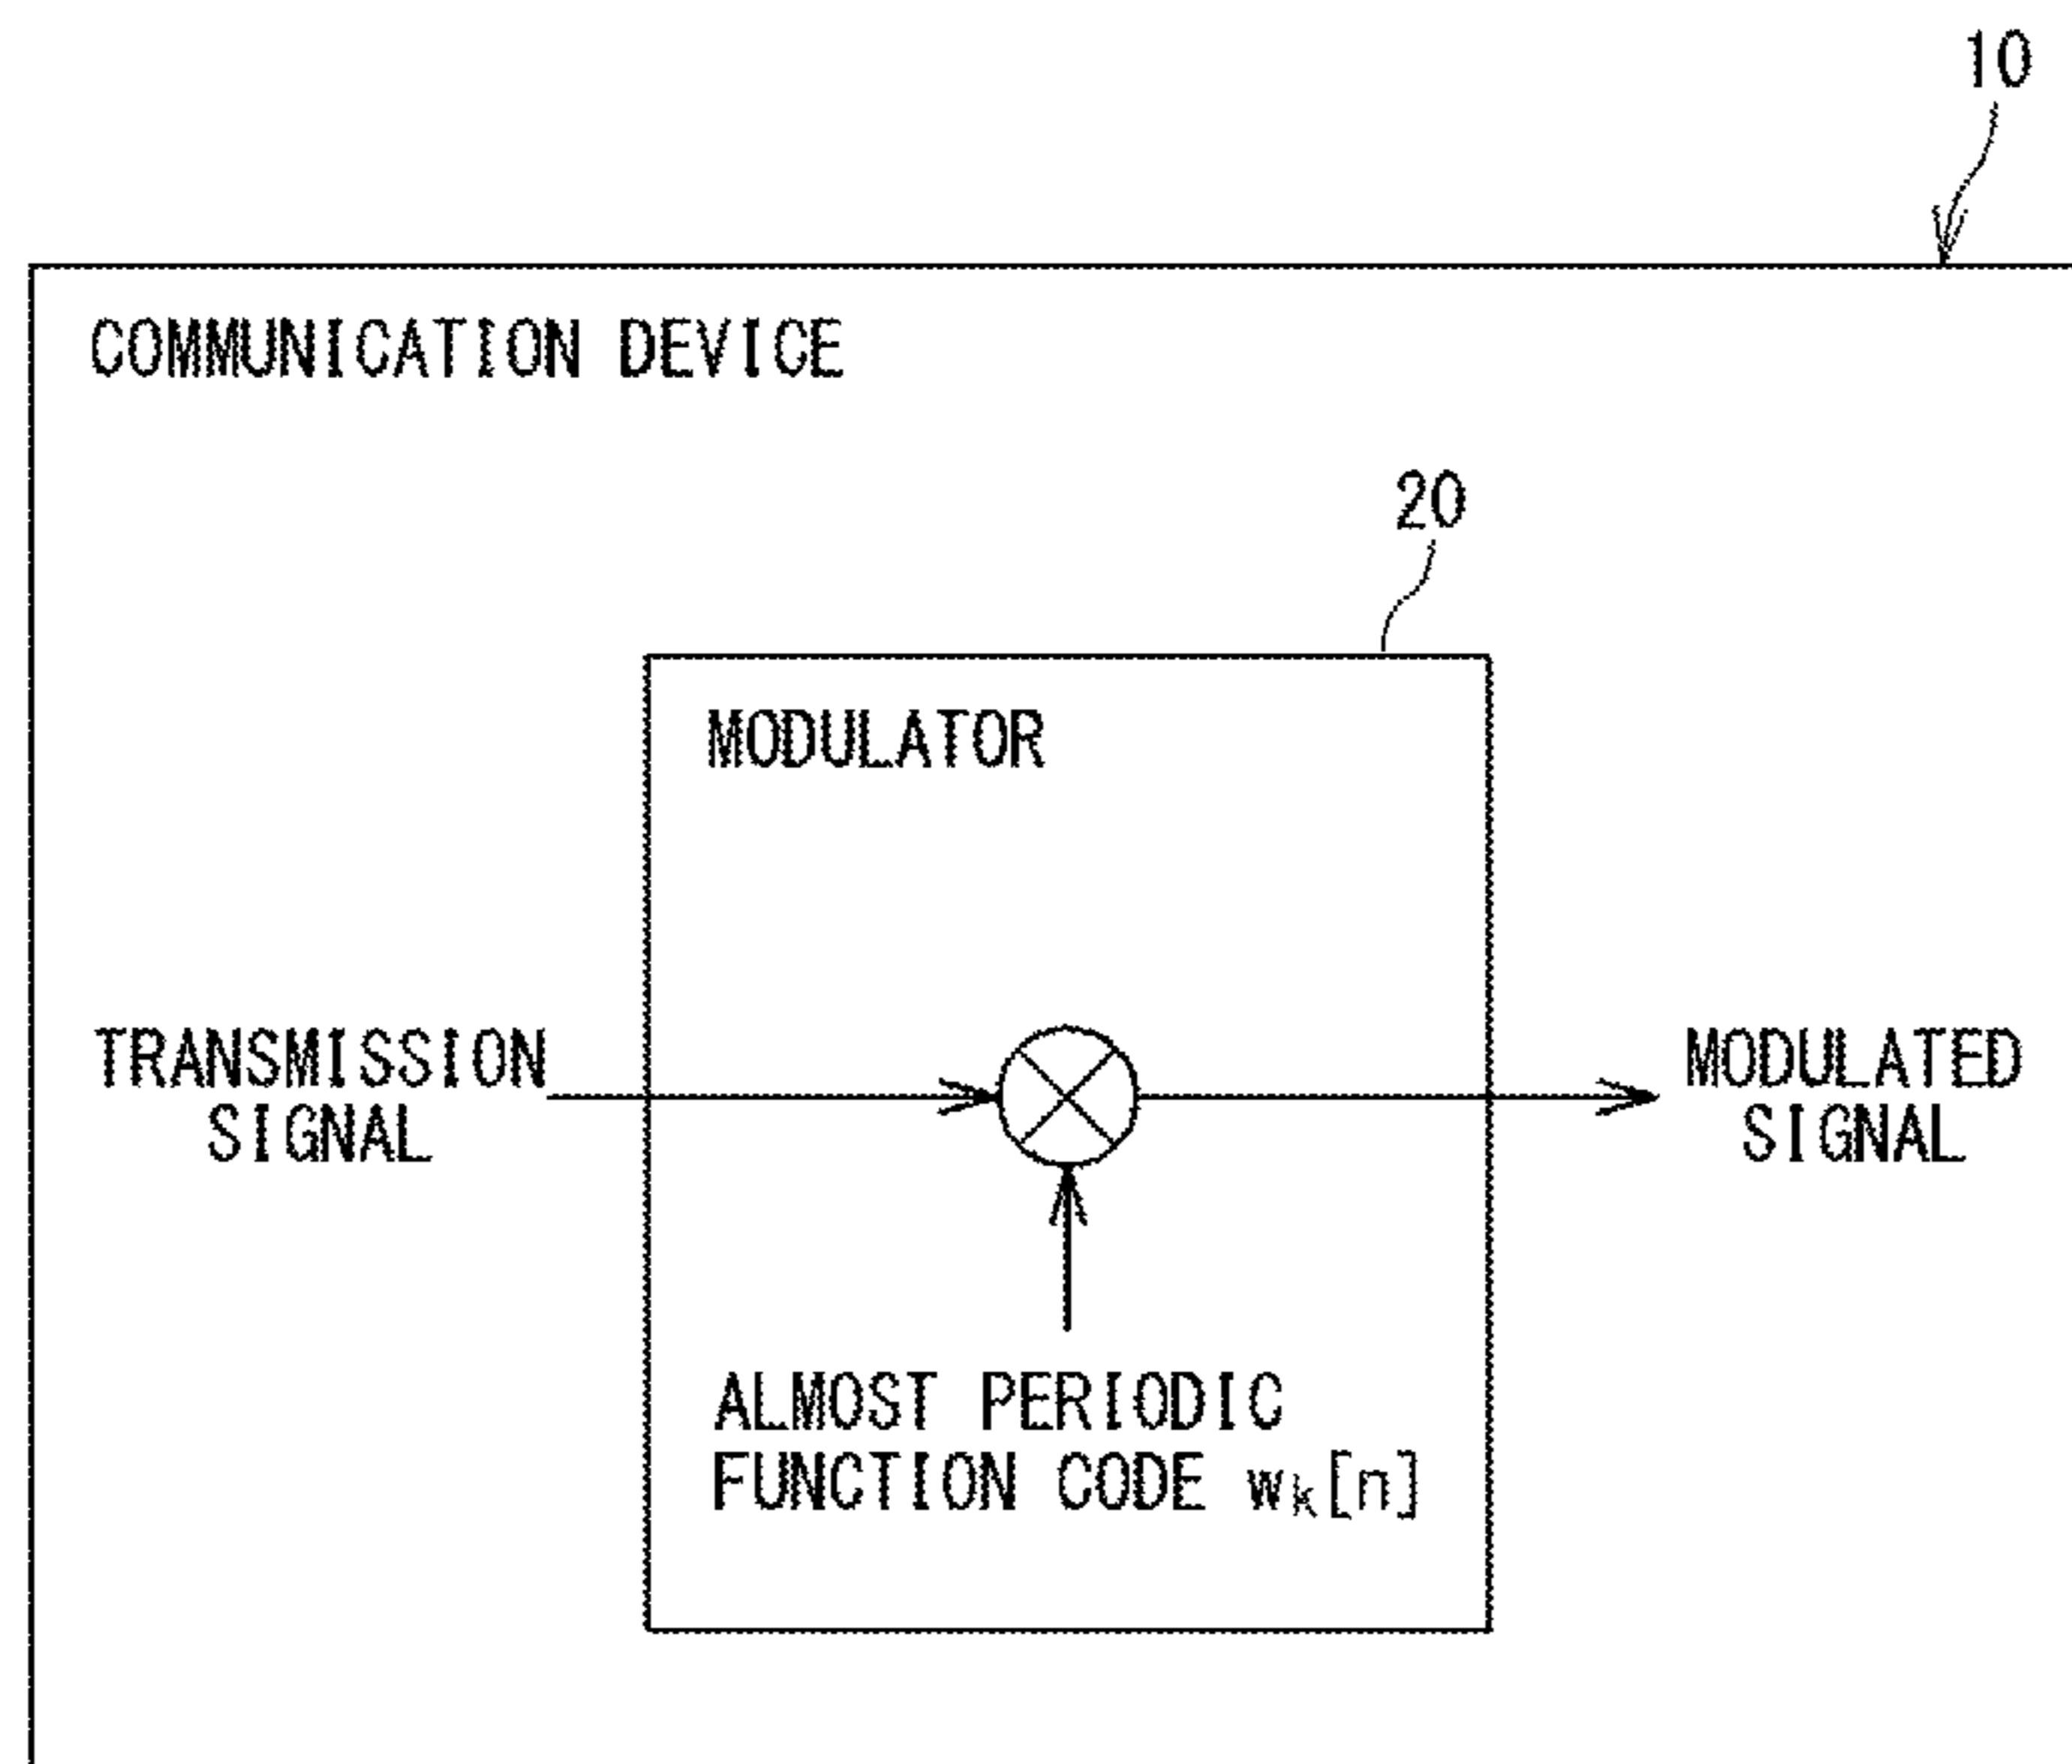 10
COMMUNICATION DEVICE
20
MODULATOR
TRANSMISSION
SIGNAL
MODULATED
SIGNAL
ALMOST PERIODIC
FUNCTION CODE wk[n]